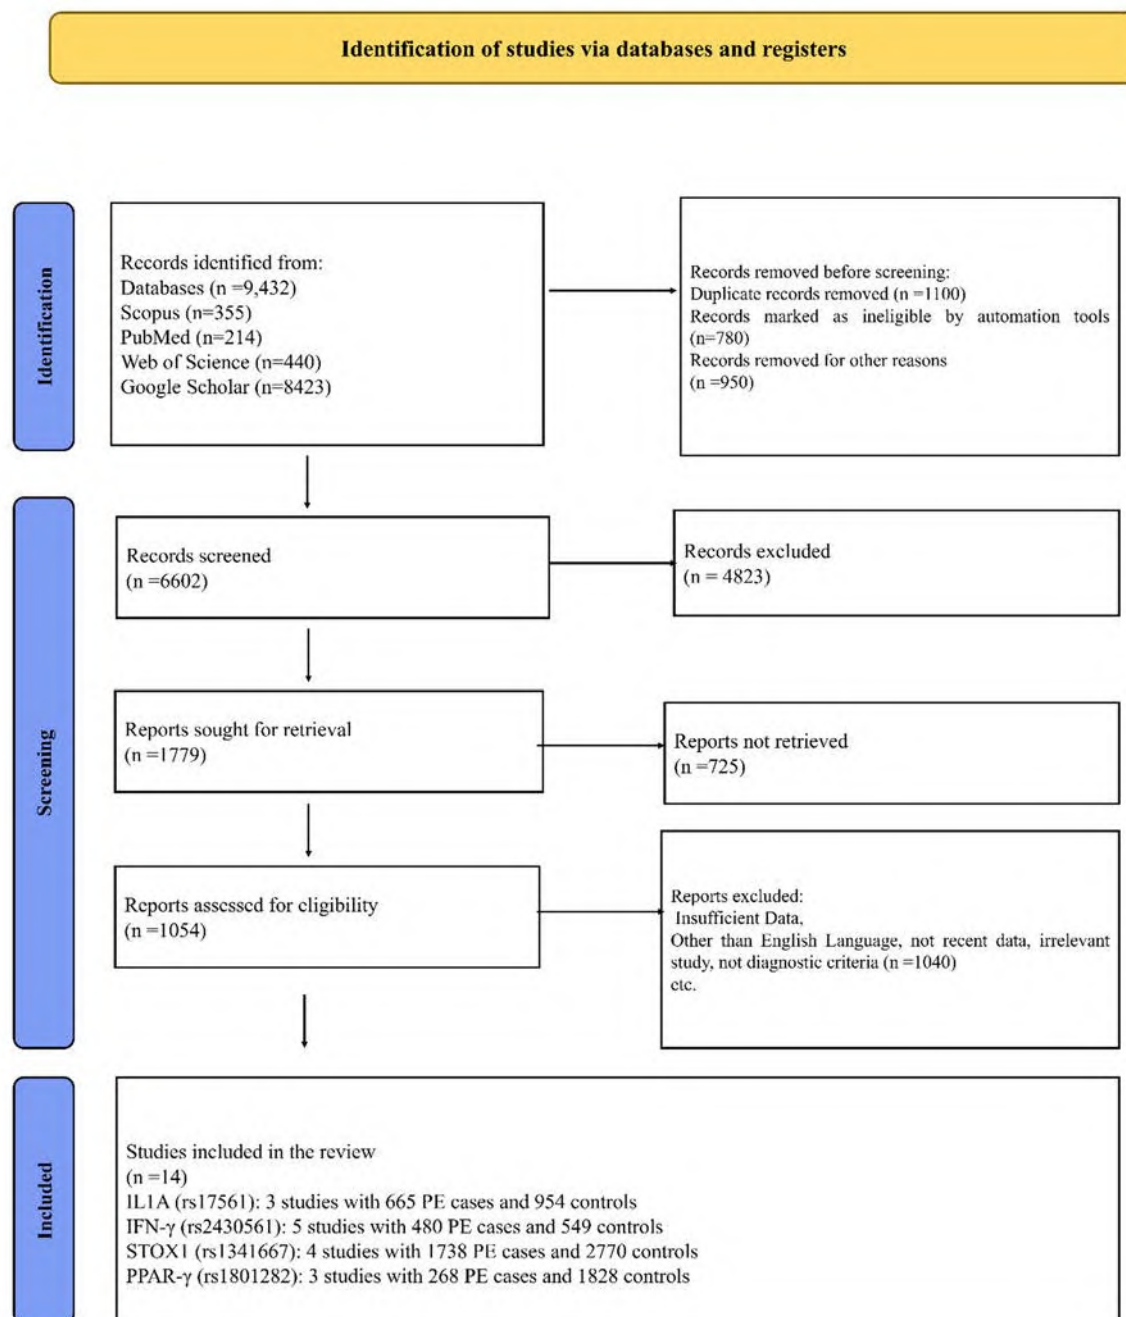 Identification of studies via databases and registers
Identification
Records identified from:
Databases (n =9,432)
Scopus (n=355)
PubMed (n=214)
Web of Science (n=440)
Google Scholar (n=8423)
Records removed before screening:
Duplicate records removed (n =1100)
Records marked as ineligible by automation tools
(n=780)
Records removed for other reasons
(n =950)
Screening
Records screened
(n =6602)
Records excluded
(n = 4823)
Reports sought for retrieval
(n =1779)
Reports not retrieved
(n =725)
Reports assessed for eligibility
(n =1054)
Reports excluded:
Insufficient Data,
Other than English Language, not recent data, irrelevant
study, not diagnostic criteria (n =1040)
etc.
Included
Studies included in the review
(n =14)
IL1A (rs17561): 3 studies with 665 PE cases and 954 controls
IFN-γ (rs2430561): 5 studies with 480 PE cases and 549 controls
STOX1 (rs1341667): 4 studies with 1738 PE cases and 2770 controls
PPAR-γ (rs1801282): 3 studies with 268 PE cases and 1828 controls